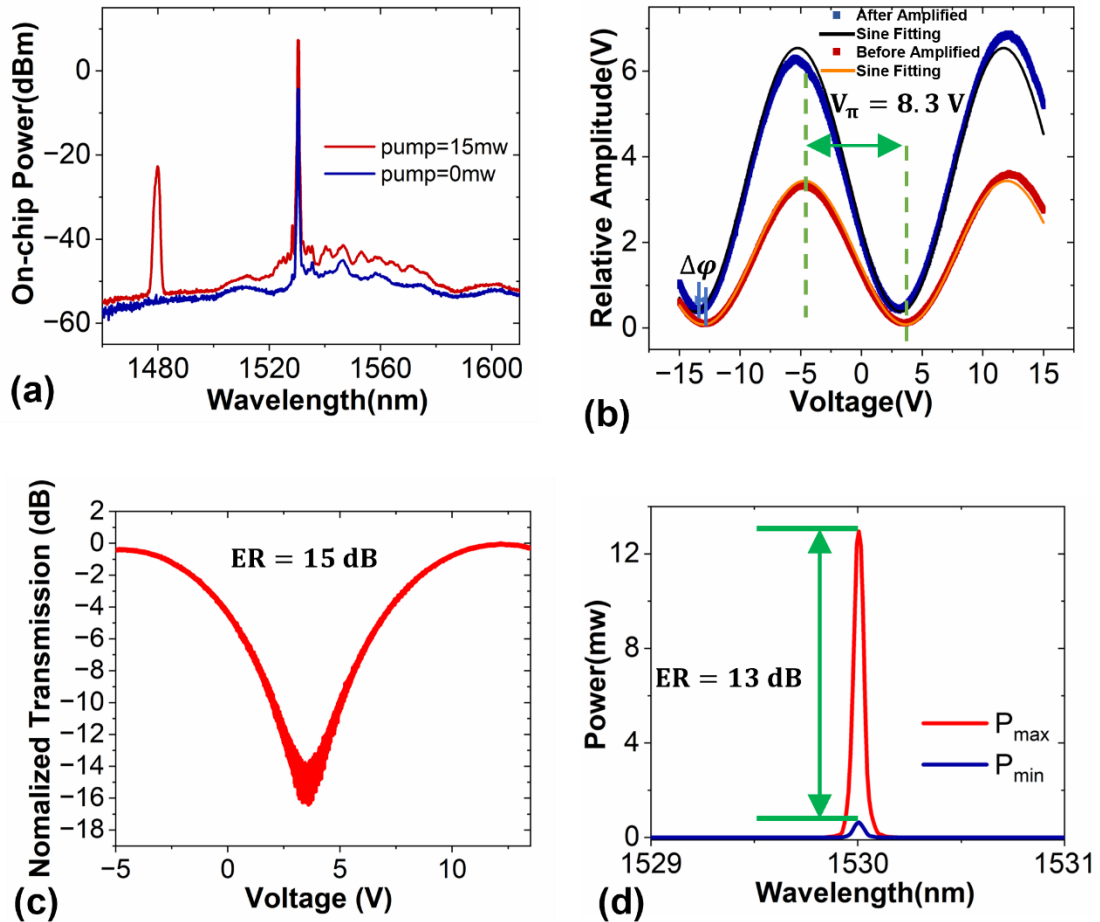 0
−20
−40
−60
On-chip Power(dBm)
pump=15mw
pump=0mw
1480
1520
1560
1600
Wavelength(nm)
(a)
6
4
2
0
Relative Amplitude(V)
After Amplified
Sine Fitting
Before Amplified
Sine Fitting
Vπ = 8.3 V
Δφ
−15
−10
−5
0
5
10
15
Voltage(V)
(b)
2
0
−2
−4
−6
−8
−10
−12
−14
−16
−18
Nomalized Transmission (dB)
ER = 15 dB
−5
0
5
10
Voltage (V)
(c)
12
8
4
0
Power(mw)
ER = 13 dB
Pmax
Pmin
1529
1530
1531
Wavelength(nm)
(d)